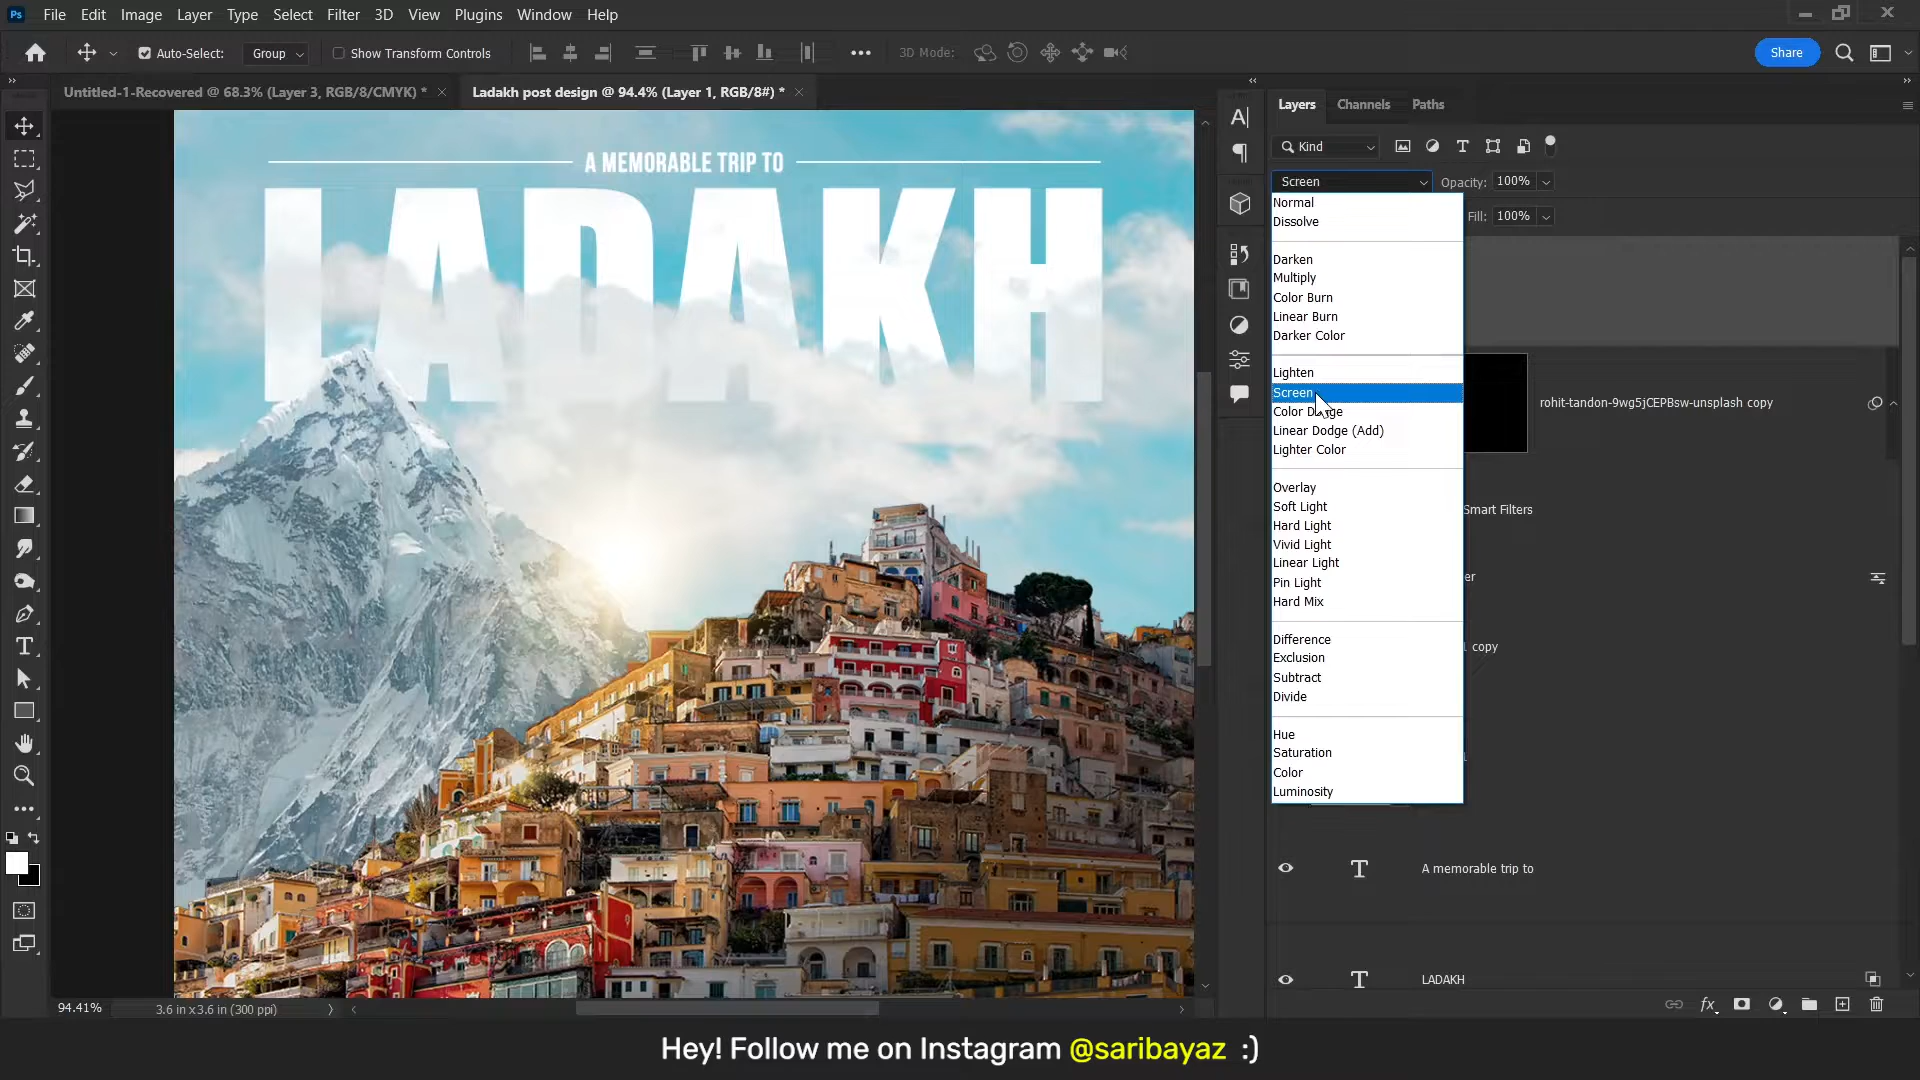 Ps File Edit Image Layer Type Select Filter 3D View Plugins Window Help
Auto-Select: Group Show Transform Controls 3D Mode: Share
Untitled-1-Recovered @ 68.3% (Layer 3, RGB/8/CMYK) *
Ladakh post design @ 94.4% (Layer 1, RGB/8#) *
A MEMORABLE TRIP TO
LADAKH
Layers Channels Paths
Kind
Screen Opacity: 100%
Fill: 100%
Normal
Dissolve
Darken
Multiply
Color Burn
Linear Burn
Darker Color
Lighten
Screen
Color Dodge
Linear Dodge (Add)
Lighter Color
Overlay
Soft Light
Hard Light
Vivid Light
Linear Light
Pin Light
Hard Mix
Difference
Exclusion
Subtract
Divide
Hue
Saturation
Color
Luminosity
rohit-tandon-9wg5jCEPBsw-unsplash copy
Smart Filters
er
copy
A memorable trip to
LADAKH
fx
94.41% 3.6 in x 3.6 in (300 ppi)
Hey! Follow me on Instagram @saribayaz :)